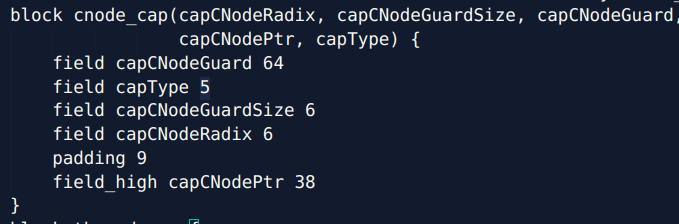 block cnode_cap(capCNodeRadix, capCNodeGuardSize, capCNodeGuard,
capCNodePtr, capType) {
field capCNodeGuard 64
field capType 5
field capCNodeGuardSize 6
field capCNodeRadix 6
padding 9
field_high capCNodePtr 38
}